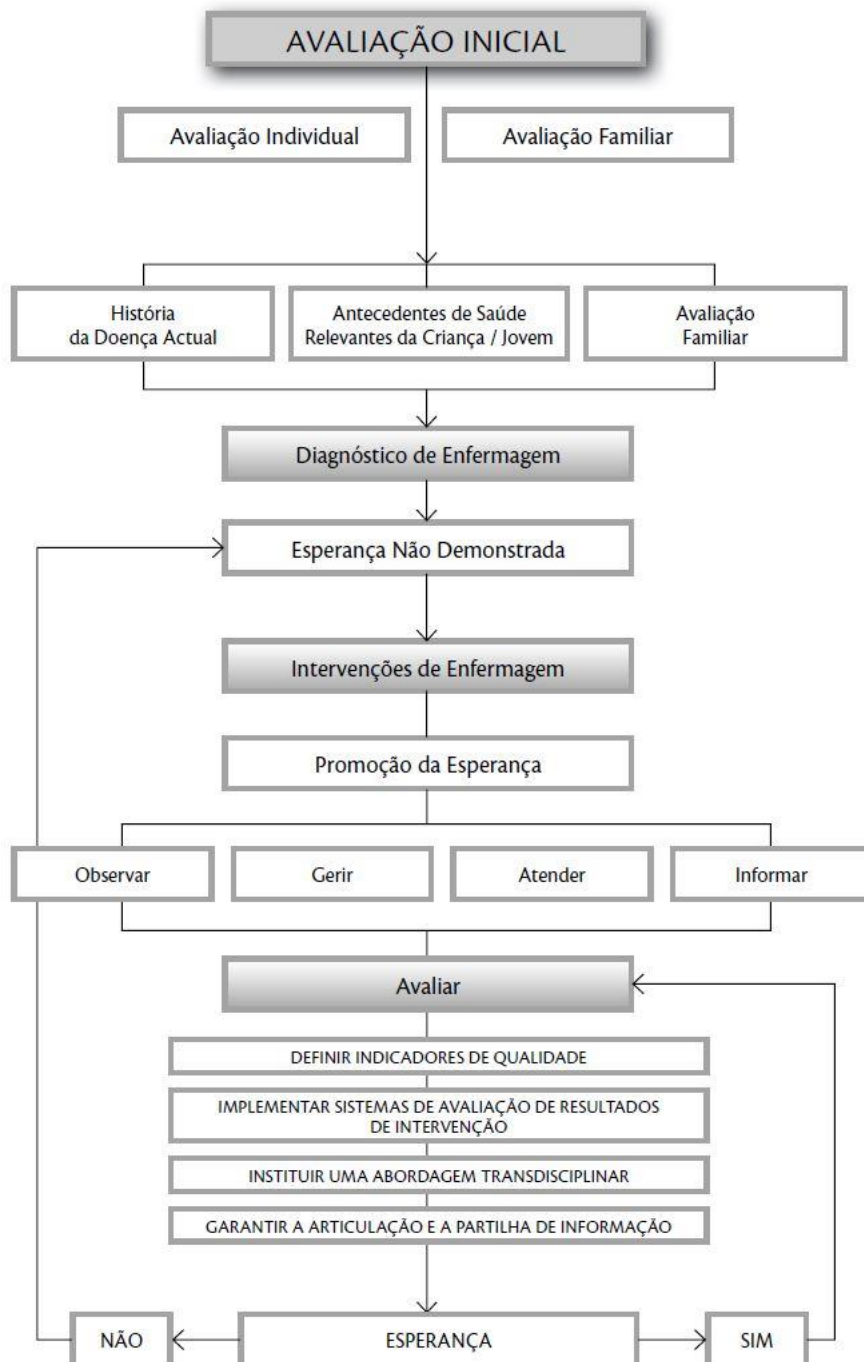 AVALIAÇÃO INICIAL
Avaliação Individual
Avaliação Familiar
História
da Doença Actual
Antecedentes de Saúde
Relevantes da Criança / Jovem
Avaliação
Familiar
Diagnóstico de Enfermagem
Esperança Não Demonstrada
Intervenções de Enfermagem
Promoção da Esperança
Observar
Gerir
Atender
Informar
Avaliar
DEFINIR INDICADORES DE QUALIDADE
IMPLEMENTAR SISTEMAS DE AVALIAÇÃO DE RESULTADOS
DE INTERVENÇÃO
INSTITUIR UMA ABORDAGEM TRANSDISCIPLINAR
GARANTIR A ARTICULAÇÃO E A PARTILHA DE INFORMAÇÃO
NÃO
ESPERANÇA
SIM